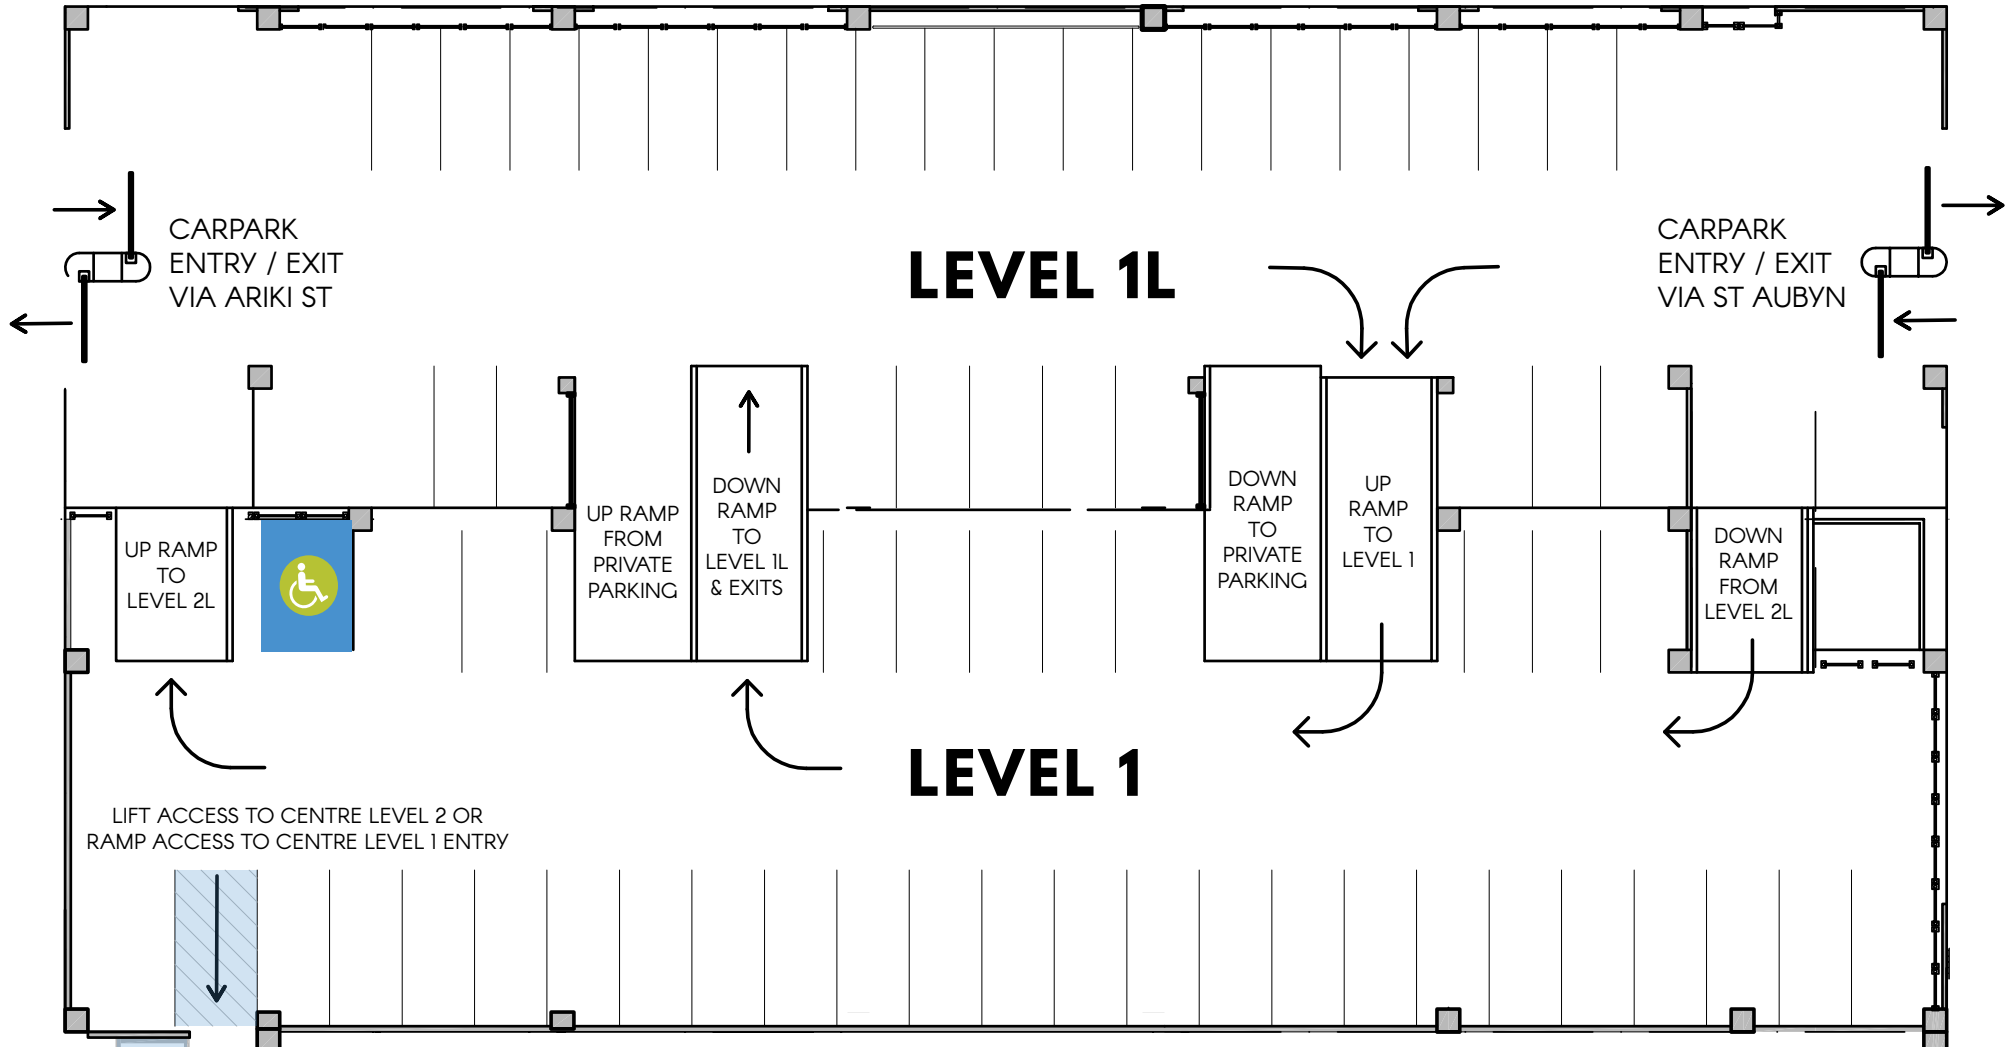 CARPARK
ENTRY / EXIT
VIA ARIKI ST
LEVEL 1L
CARPARK
ENTRY / EXIT
VIA ST AUBYN
UP RAMP
TO
LEVEL 2L
UP RAMP
FROM
PRIVATE
PARKING
DOWN
RAMP
TO
LEVEL 1L
& EXITS
DOWN
RAMP
TO
PRIVATE
PARKING
UP
RAMP
TO
LEVEL 1
DOWN
RAMP
FROM
LEVEL 2L
LEVEL 1
LIFT ACCESS TO CENTRE LEVEL 2 OR
RAMP ACCESS TO CENTRE LEVEL 1 ENTRY